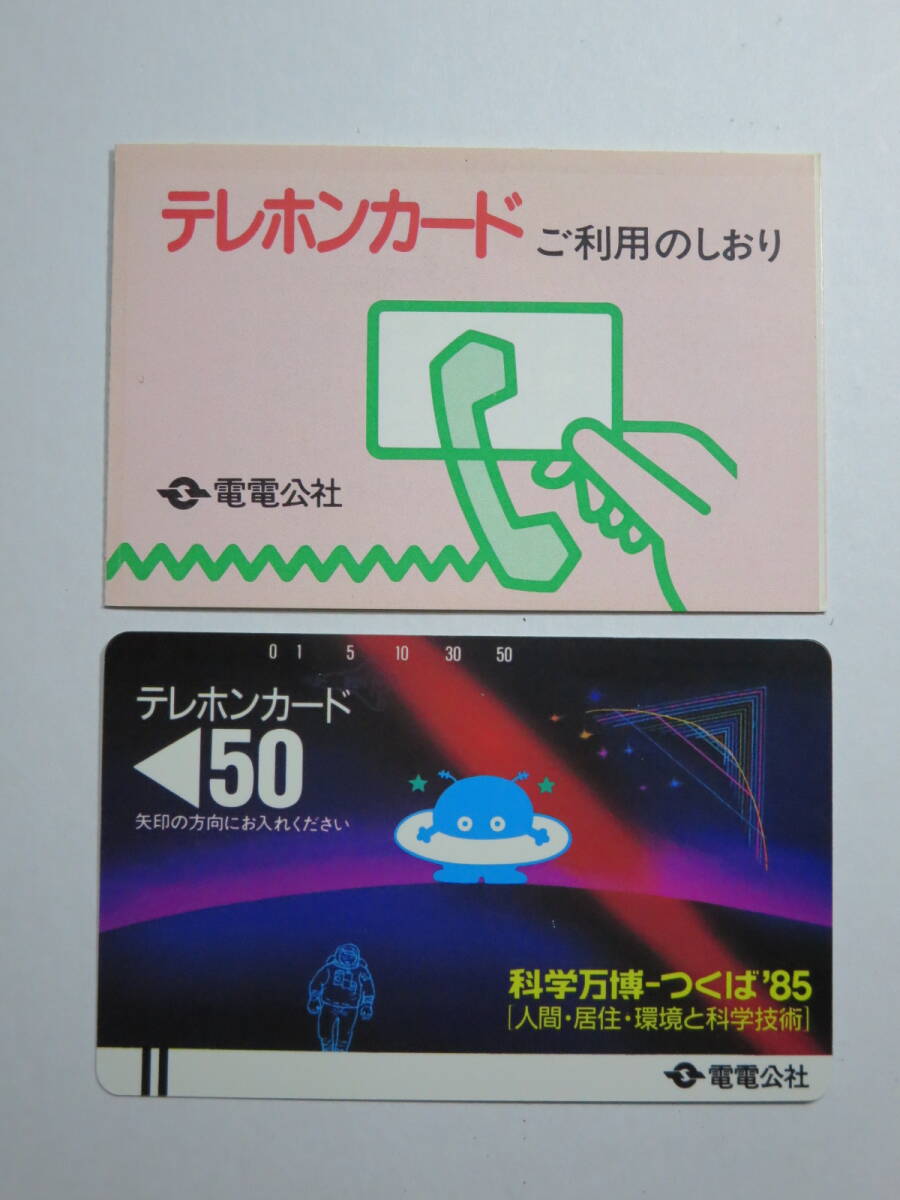 テレホンカード ご利用のしおり
電電公社
0 1 5 10 30 50
テレホンカード
50
矢印の方向にお入れください
科学万博-つくば'85
[人間・居住・環境と科学技術]
電電公社